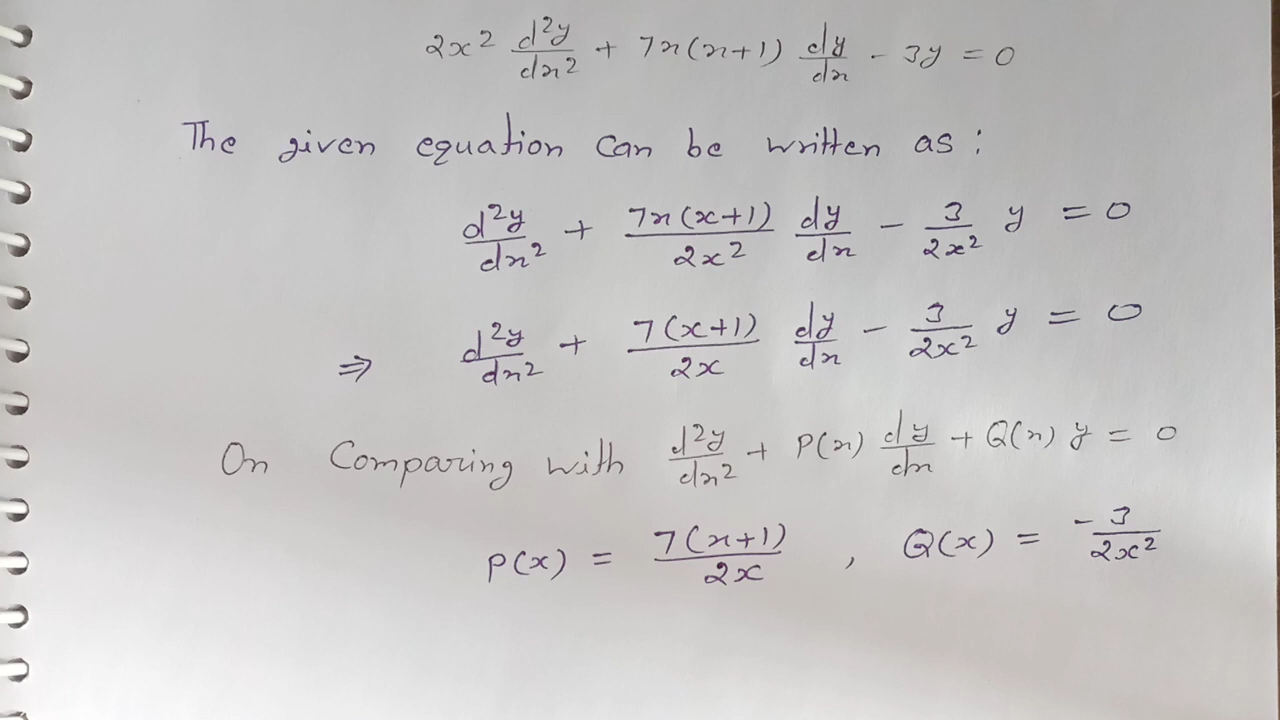 2x² d²y/dx² + 7x(x+1) dy/dx - 3y = 0
The given equation can be written as :
d²y/dx² + 7x(x+1)/2x² dy/dx - 3/2x² y = 0
⇒ d²y/dx² + 7(x+1)/2x dy/dx - 3/2x² y = 0
On Comparing with d²y/dx² + P(x) dy/dx + Q(x) y = 0
P(x) = 7(x+1)/2x , Q(x) = -3/2x²